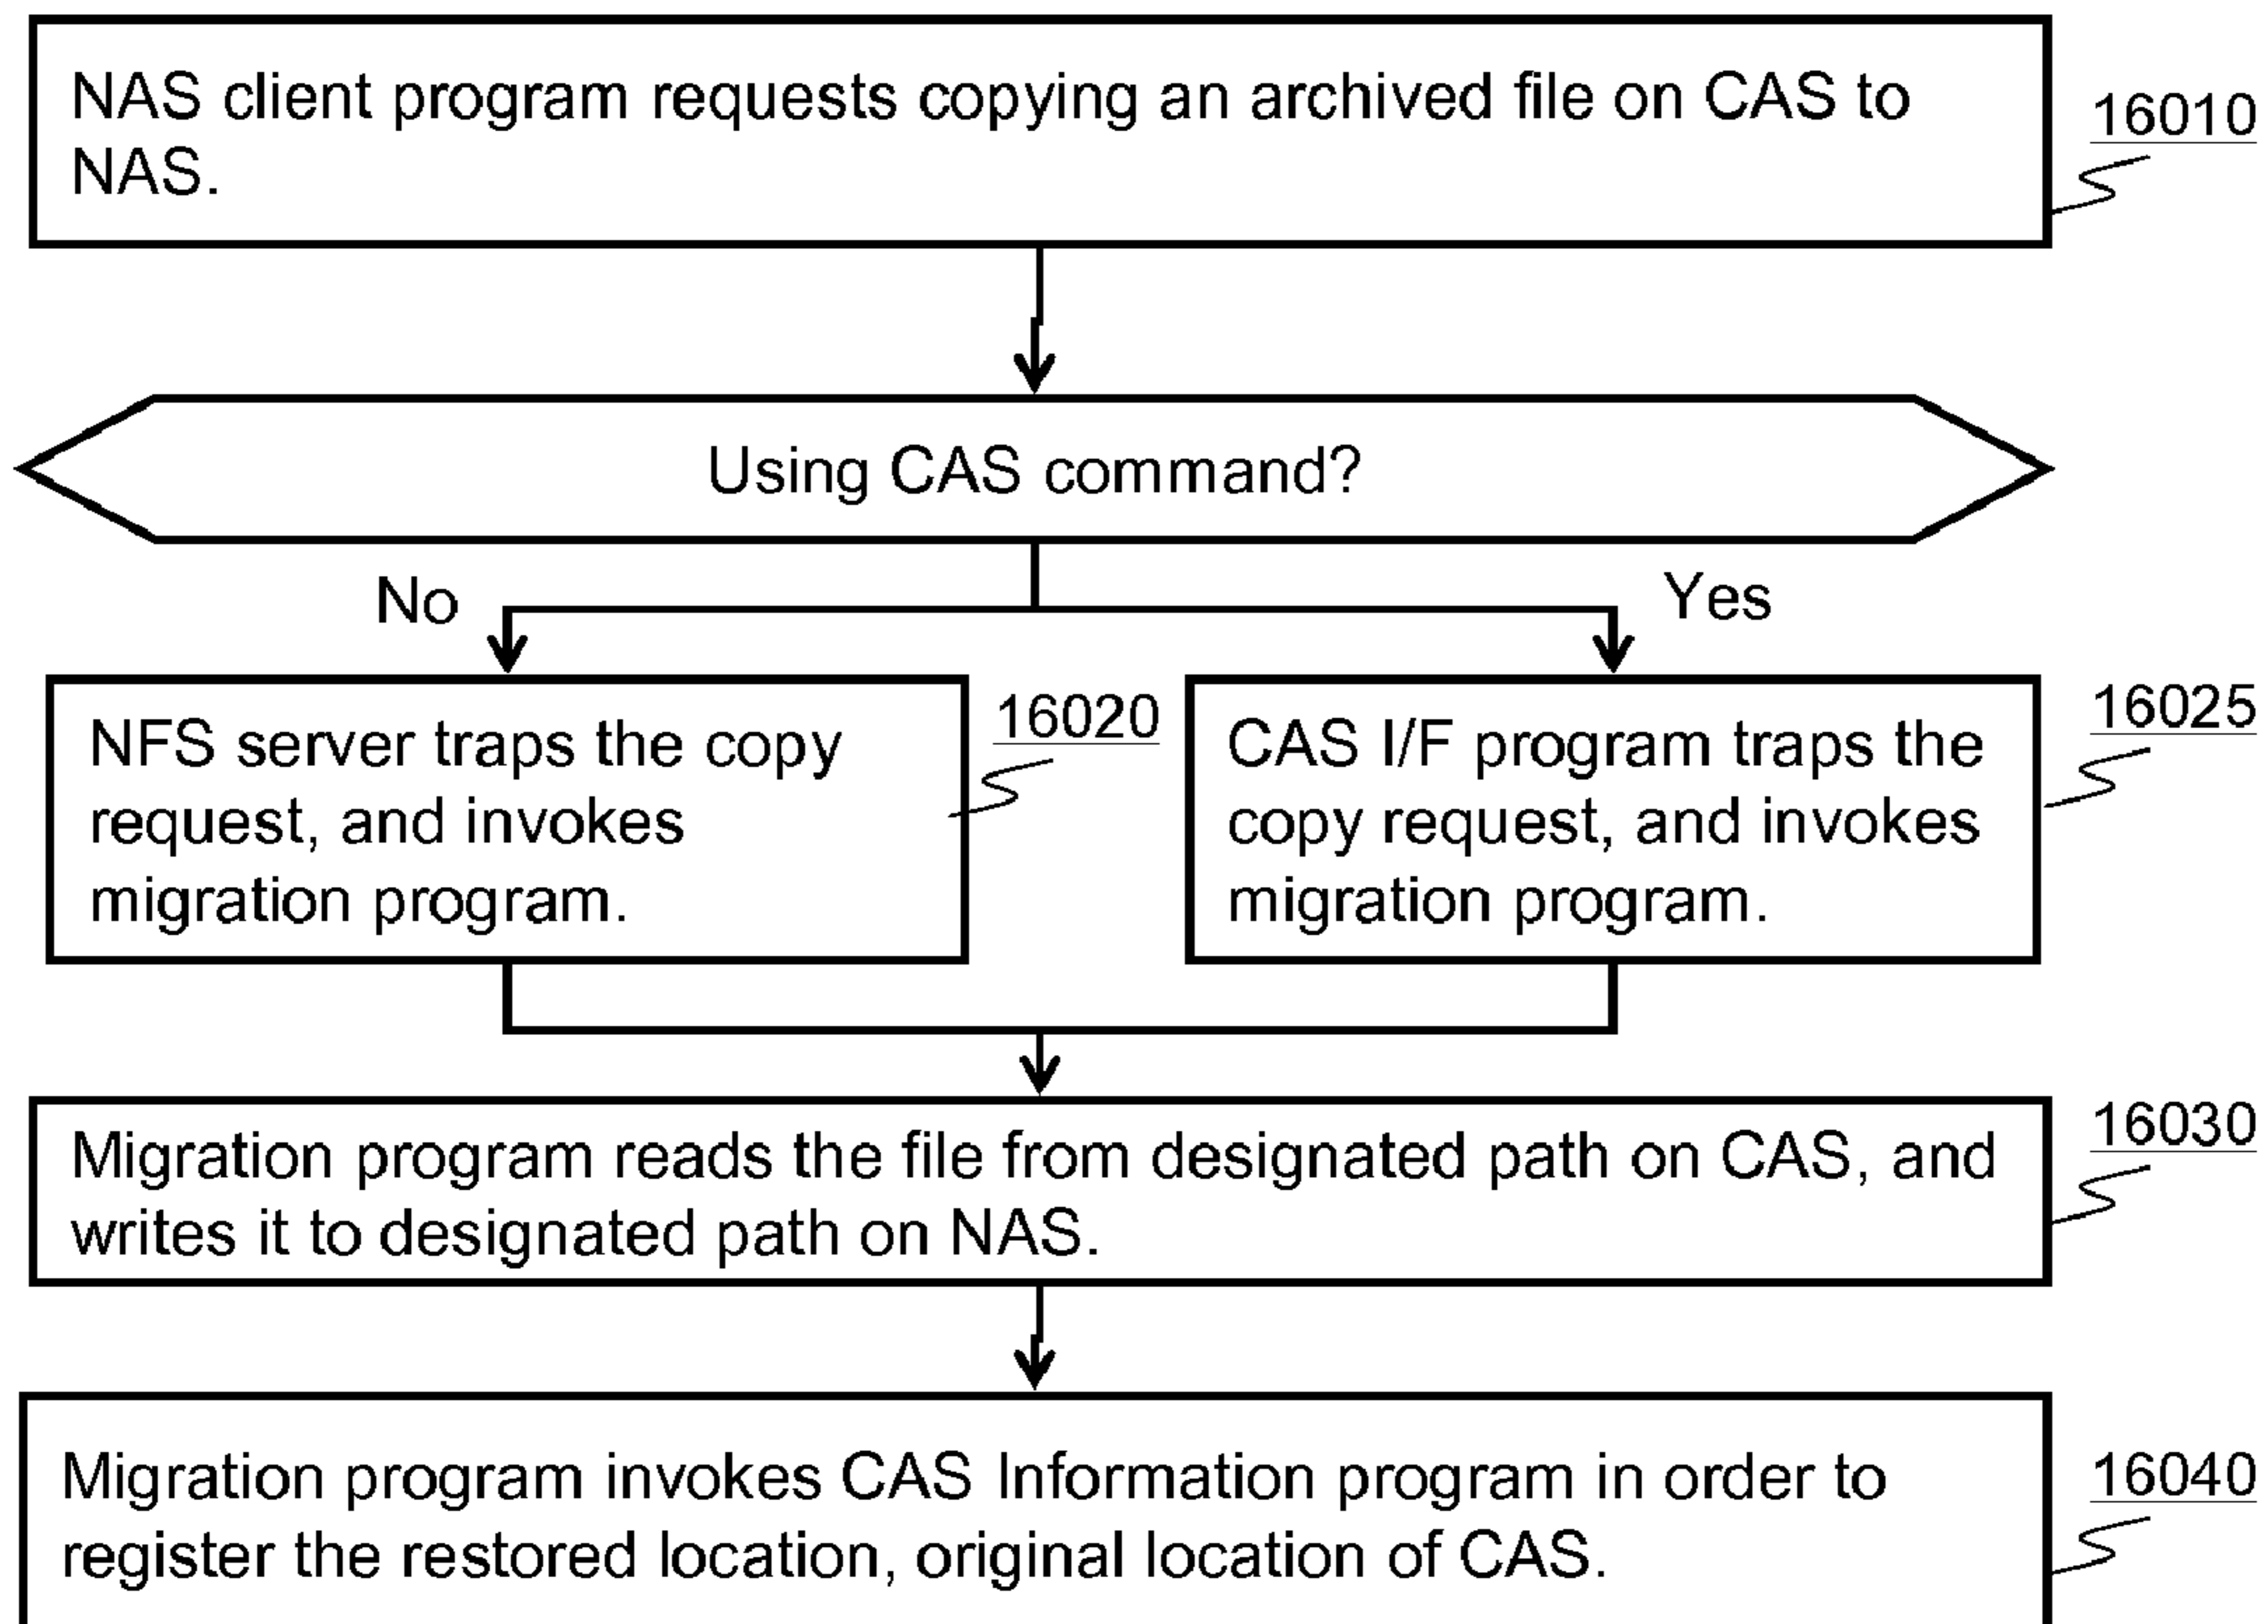 NAS client program requests copying an archived file on CAS to
NAS.
16010
Using CAS command?
No
Yes
NFS server traps the copy
request, and invokes
migration program.
16020
CAS I/F program traps the
copy request, and invokes
migration program.
16025
Migration program reads the file from designated path on CAS, and
writes it to designated path on NAS.
16030
Migration program invokes CAS Information program in order to
register the restored location, original location of CAS.
16040